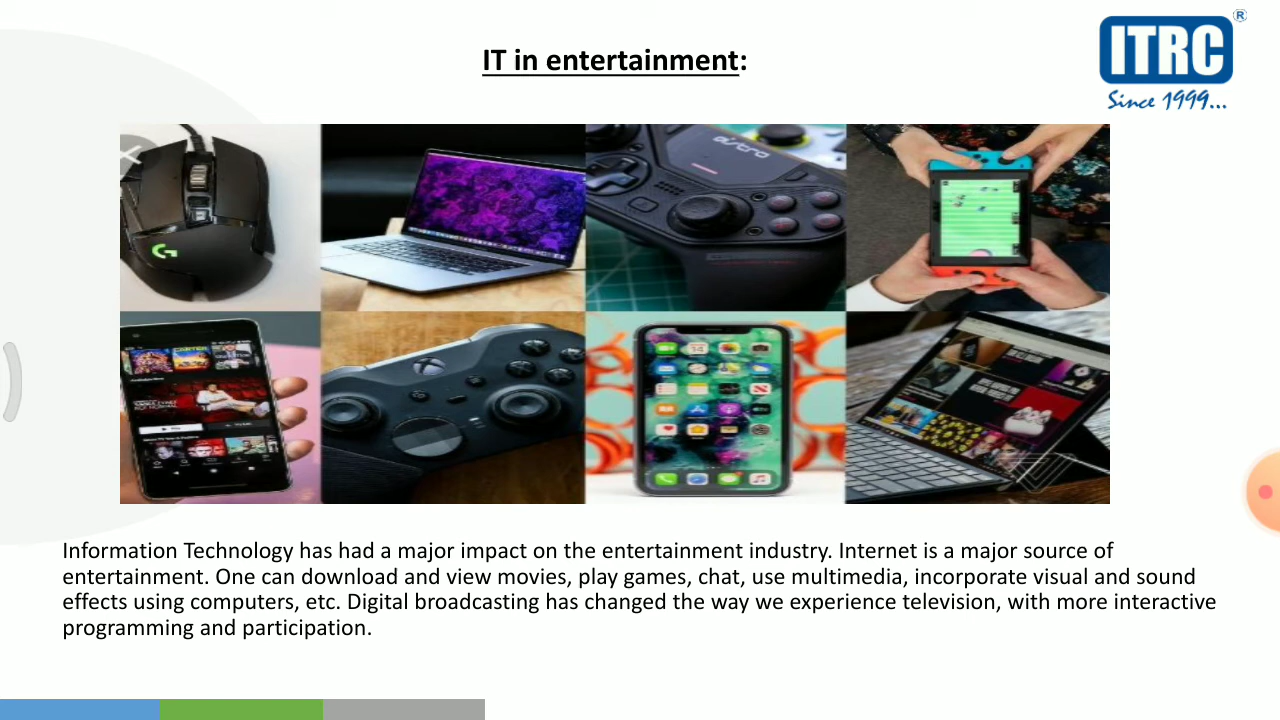 IT in entertainment:
ITRC
®
Since 1999...
astro
G
Information Technology has had a major impact on the entertainment industry. Internet is a major source of
entertainment. One can download and view movies, play games, chat, use multimedia, incorporate visual and sound
effects using computers, etc. Digital broadcasting has changed the way we experience television, with more interactive
programming and participation.